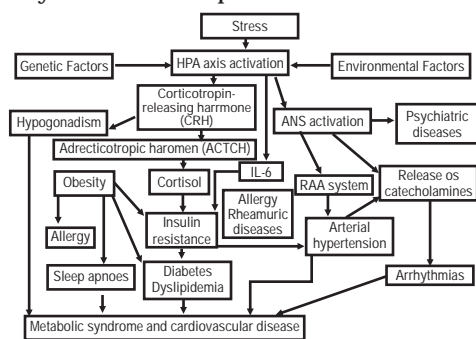 Stress
Genetic Factors
HPA axis activation
Environmental Factors
Corticotropin-
releasing harrmone
(CRH)
Hypogonadism
ANS activation
Psychiatric
diseases
Adrecticotropic haromen (ACTCH)
Obesity
Cortisol
IL-6
RAA system
Release os
catecholamines
Allergy
Rheamuric
diseases
Insulin
resistance
Arterial
hypertension
Allergy
Sleep apnoes
Diabetes
Dyslipidemia
Arrhythmias
Metabolic syndrome and cardiovascular disease